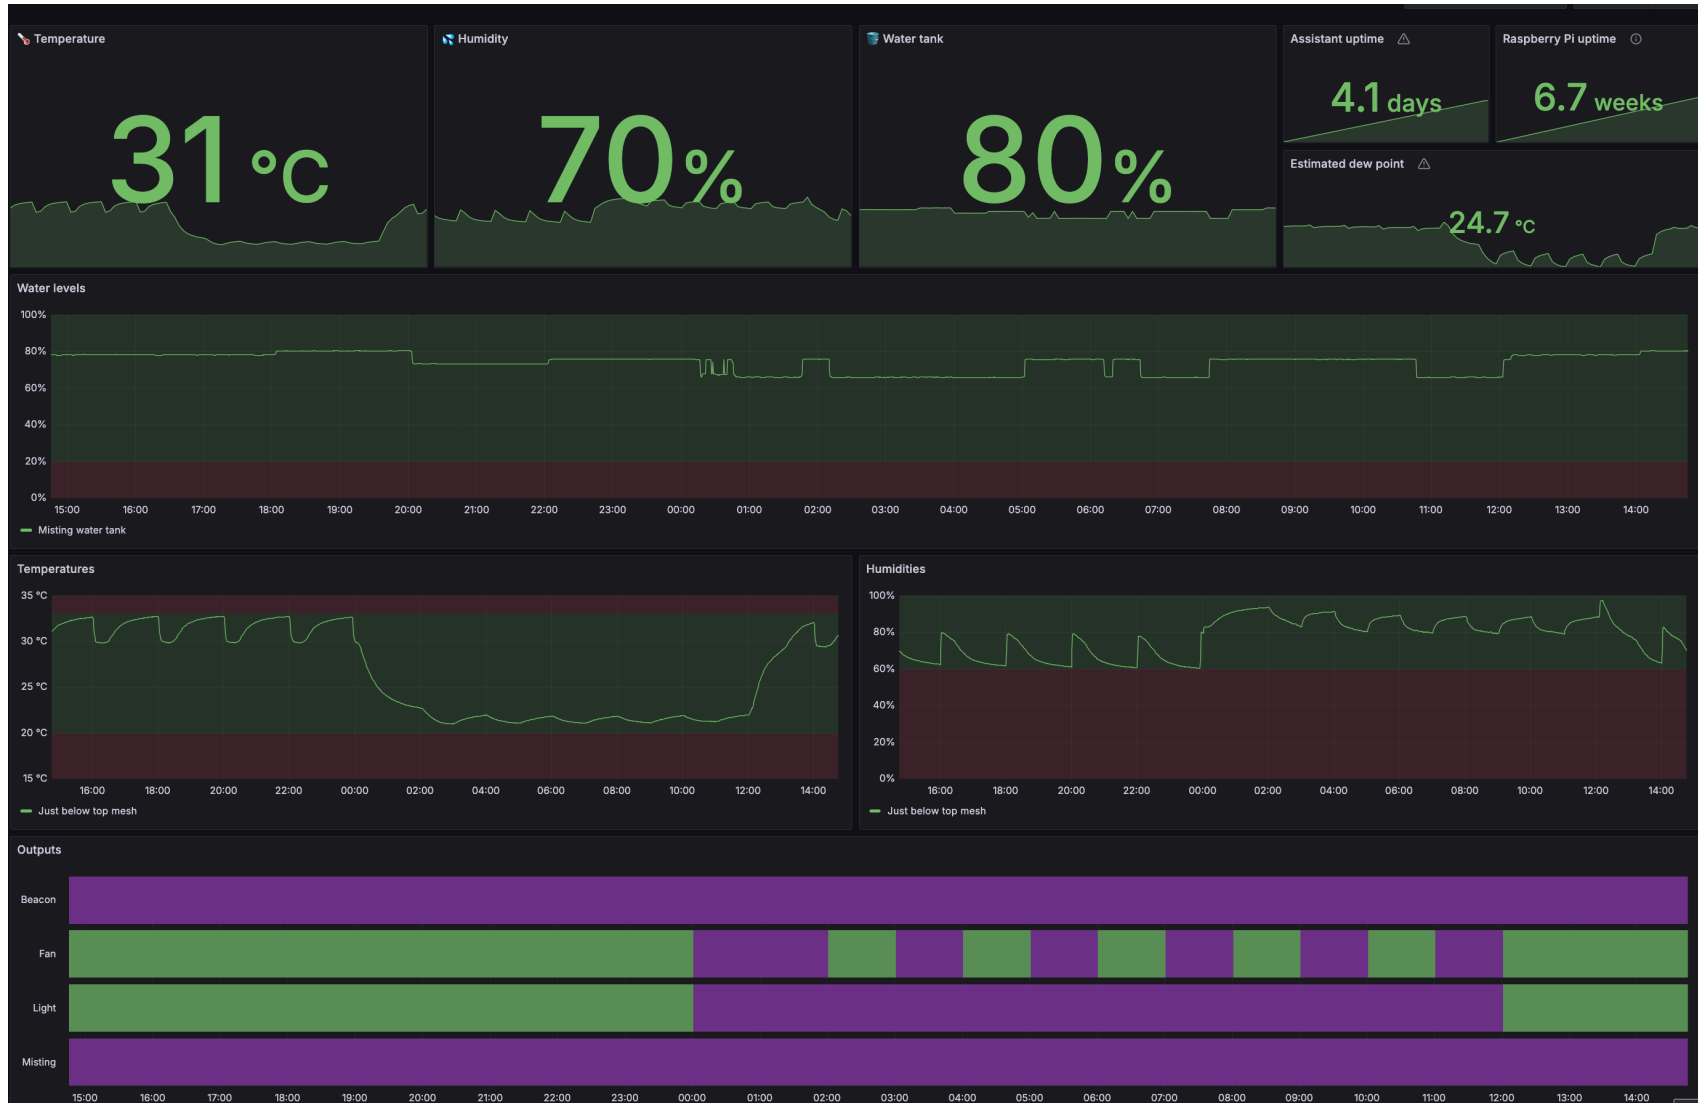 Temperature
Humidity
Water tank
Assistant uptime
Raspberry Pi uptime
31 °C
70%
80%
4.1 days
6.7 weeks
Estimated dew point
24.7 °C
Water levels
100%
80%
60%
40%
20%
0%
15:00 16:00 17:00 18:00 19:00 20:00 21:00 22:00 23:00 00:00 01:00 02:00 03:00 04:00 05:00 06:00 07:00 08:00 09:00 10:00 11:00 12:00 13:00 14:00
Misting water tank
Temperatures
35 °C
30 °C
25 °C
20 °C
15 °C
16:00 18:00 20:00 22:00 00:00 02:00 04:00 06:00 08:00 10:00 12:00 14:00
Just below top mesh
Humidities
100%
80%
60%
40%
20%
0%
16:00 18:00 20:00 22:00 00:00 02:00 04:00 06:00 08:00 10:00 12:00 14:00
Just below top mesh
Outputs
Beacon
Fan
Light
Misting
15:00 16:00 17:00 18:00 19:00 20:00 21:00 22:00 23:00 00:00 01:00 02:00 03:00 04:00 05:00 06:00 07:00 08:00 09:00 10:00 11:00 12:00 13:00 14:00